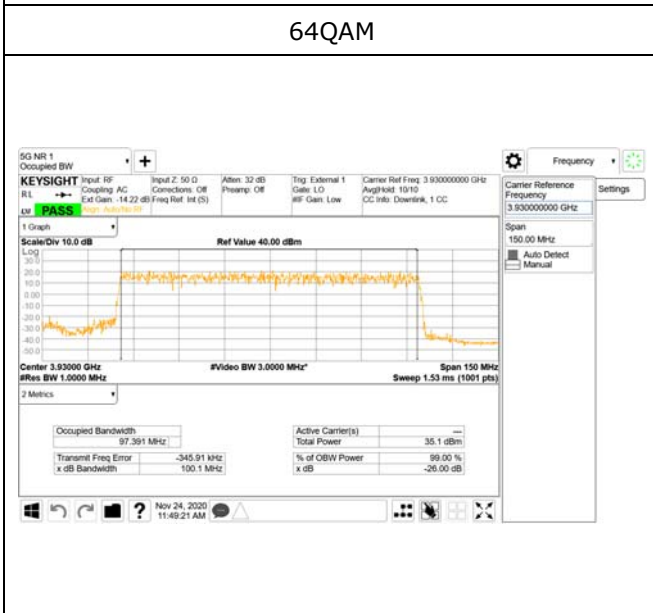 64QAM
5G NR 1
Occupied BW
+
Frequency
KEYSIGHT Input: RF Input Z: 50 Ω Atten: 32 dB Trig: External 1 Carrier Ref Freq: 3.930000000 GHz
RL Coupling: AC Corrections: Off Preamp: Off Gate: LO Avg|Hold: 10/10
Ext Gain: -14.22 dB Freq Ref: Int (S) #IF Gain: Low CC Info: Downlink, 1 CC
PASS Align: Auto/No RF
Carrier Reference Frequency
3.930000000 GHz
Settings
Span
150.00 MHz
Auto Detect
Manual
1 Graph
Scale/Div 10.0 dB Ref Value 40.00 dBm
Log
30.0
20.0
10.0
0.00
-10.0
-20.0
-30.0
-40.0
-50.0
Center 3.93000 GHz #Video BW 3.0000 MHz* Span 150 MHz
#Res BW 1.0000 MHz Sweep 1.53 ms (1001 pts)
2 Metrics
Occupied Bandwidth
97.391 MHz
Transmit Freq Error -345.91 kHz
x dB Bandwidth 100.1 MHz
Active Carrier(s) ---
Total Power 35.1 dBm
% of OBW Power 99.00 %
x dB -26.00 dB
? Nov 24, 2020
11:49:21 AM